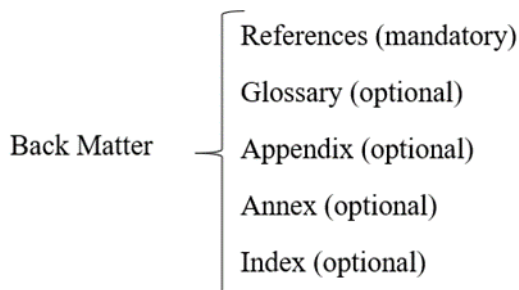 References (mandatory)
Glossary (optional)
Back Matter
Appendix (optional)
Annex (optional)
Index (optional)